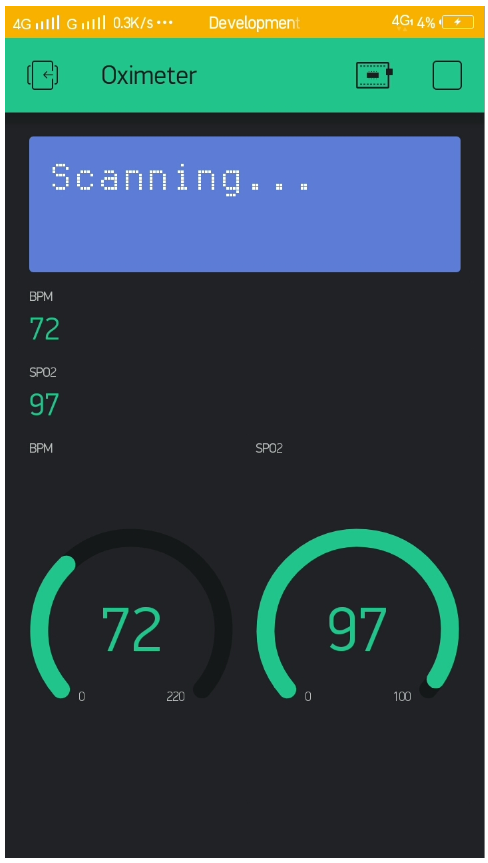 4G G 0.3K/s ... Development 4G 4%
Oximeter
Scanning...
BPM
72
SPO2
97
BPM SPO2
72 97
0 220 0 100